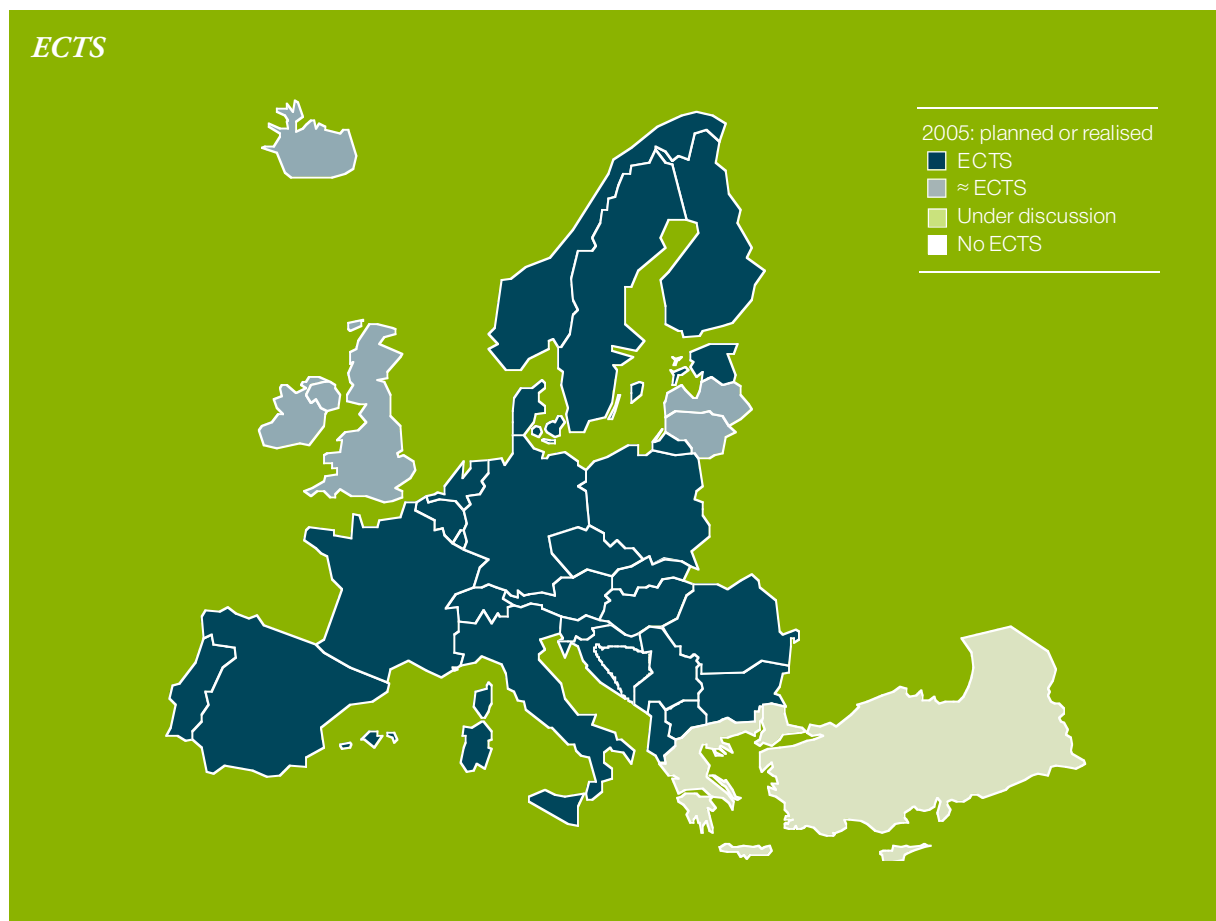 ECTS
2005: planned or realised
ECTS
≈ ECTS
Under discussion
No ECTS